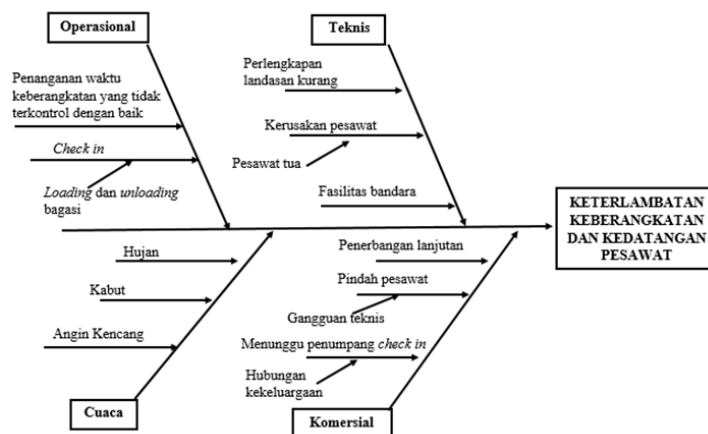 Operasional
Teknis
Penanganan waktu
keberangkatan yang tidak
terkontrol dengan baik
Check in
Loading dan unloading
bagasi
Perlengkapan
landasan kurang
Kerusakan pesawat
Pesawat tua
Fasilitas bandara
KETERLAMBATAN
KEBERANGKATAN
DAN KEDATANGAN
PESAWAT
Hujan
Kabut
Angin Kencang
Cuaca
Penerbangan lanjutan
Pindah pesawat
Gangguan teknis
Menunggu penumpang check in
Hubungan
kekeluargaan
Komersial